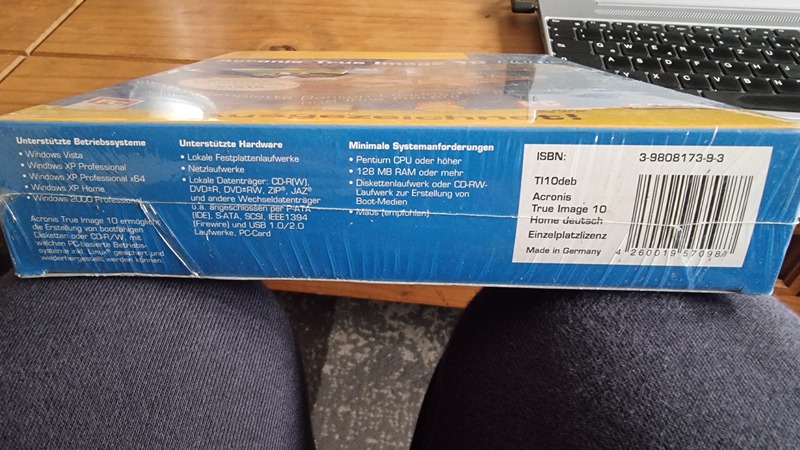 Acronis True Image
Unterstützte Betriebssysteme
• Windows Vista
• Windows XP Professional
• Windows XP Professional x64
• Windows XP Home
• Windows 2000 Professional
Acronis True Image 10 ermöglicht
die Erstellung von bootfähigen
Disketten oder CD-R/W, mit
welchen PC-basierte Betriebs-
systeme inkl. Linux® gesichert und
wiederhergestellt werden können.
Unterstützte Hardware
• Lokale Festplattenlaufwerke
• Netzlaufwerke
• Lokale Datenträger: CD-R(W),
DVD±R, DVD±RW, ZIP®, JAZ®
und andere Wechseldatenträger
u.a. angeschlossen per P-ATA
(IDE), S-ATA, SCSI, IEEE1394
(Firewire) und USB 1.0/2.0
Laufwerke, PC-Card
Minimale Systemanforderungen
• Pentium CPU oder höher
• 128 MB RAM oder mehr
• Diskettenlaufwerk oder CD-RW-
Laufwerk zur Erstellung von
Boot-Medien
• Maus (empfohlen)
ISBN: 3-9808173-9-3
TI10deb
Acronis
True Image 10
Home deutsch
Einzelplatzlizenz
Made in Germany
4 260019 570987